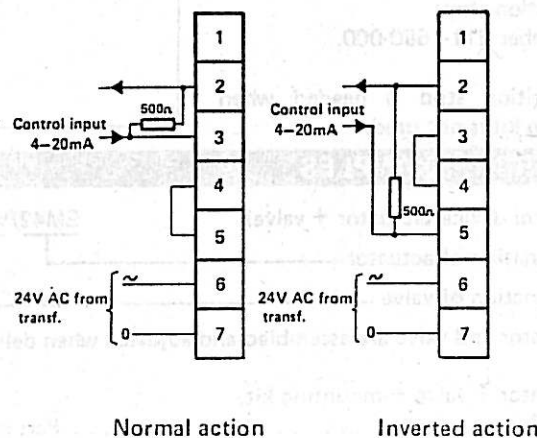 1
2
500Ω
Control input
4–20mA
3
4
5
24V AC from
transf.
~
6
0
7
Normal action
1
2
Control input
4–20mA
3
4
500Ω
5
24V AC from
transf.
~
6
0
7
Inverted action